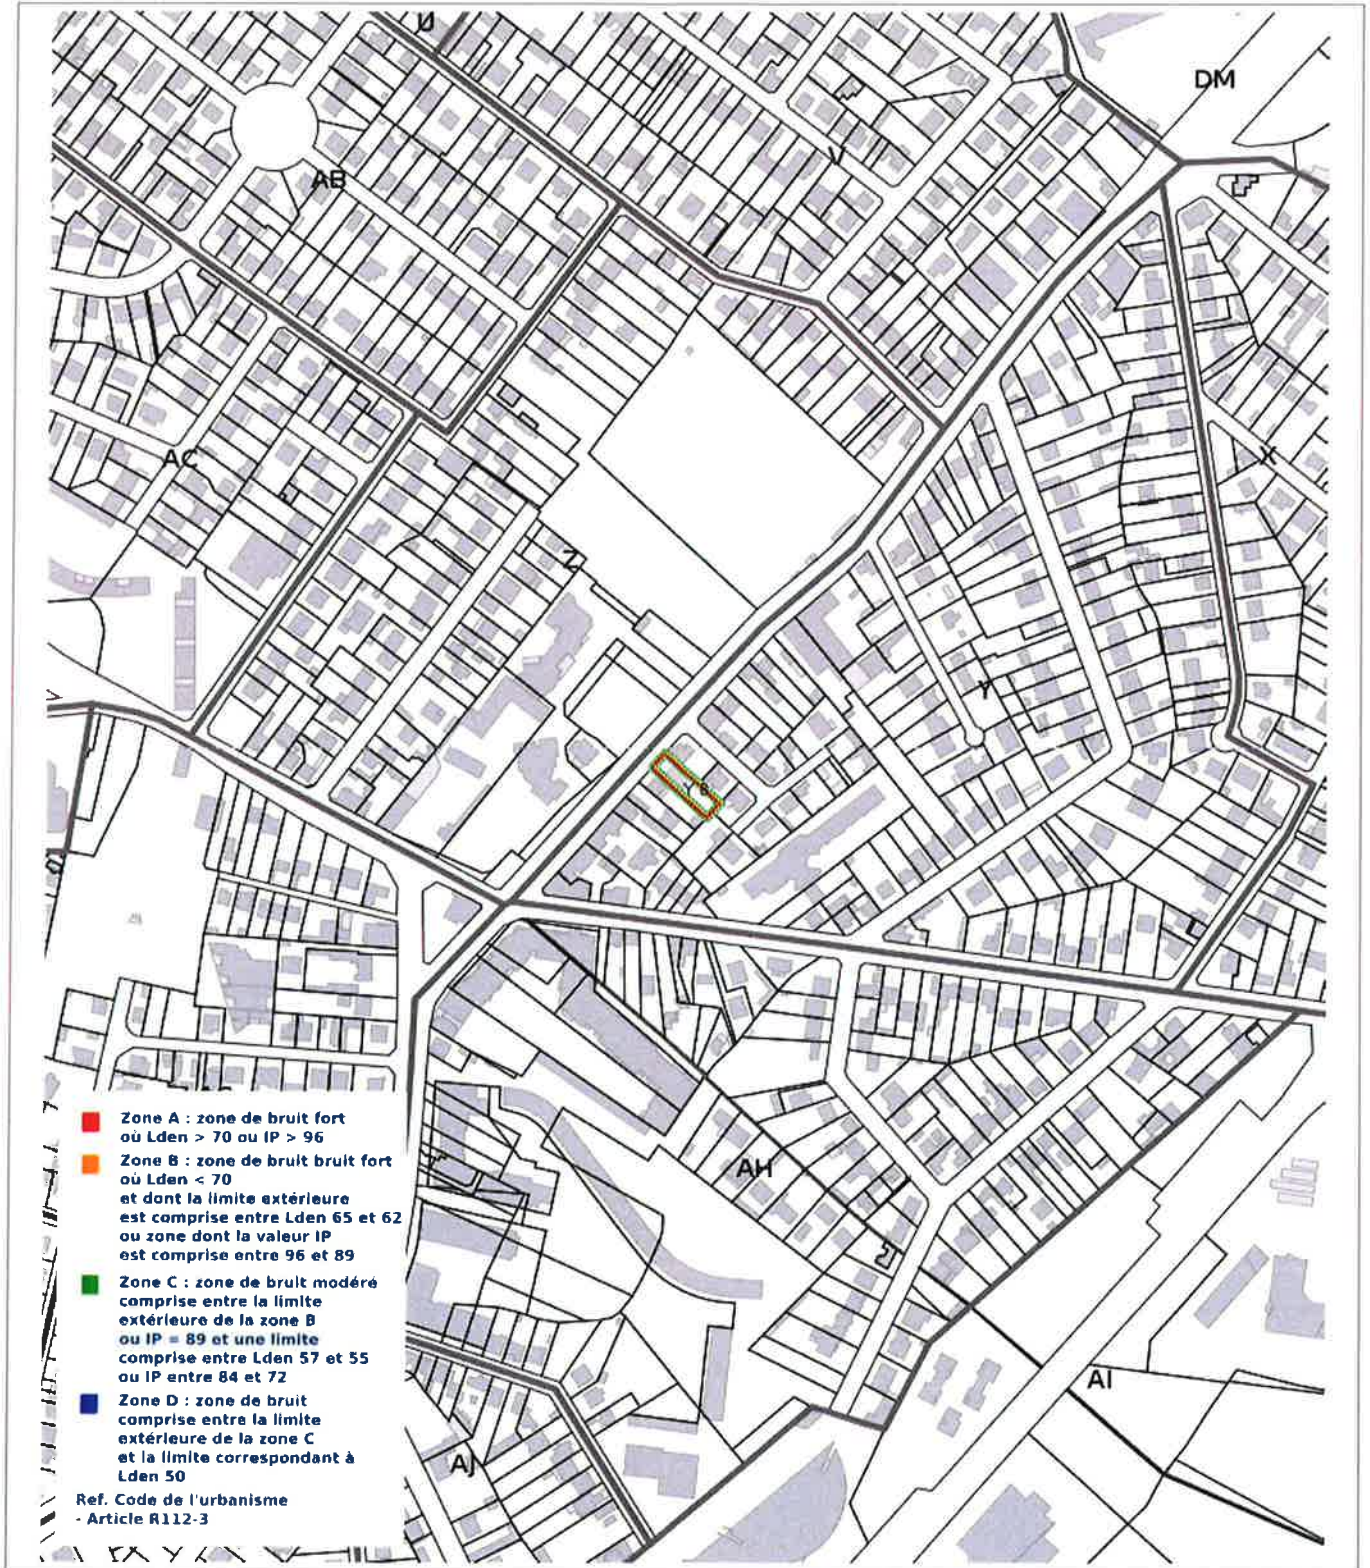 U
DM
V
AB
X
AC
Z
Y
Y 8
AH
AI
AJ
Zone A : zone de bruit fort
où Lden > 70 ou IP > 96
Zone B : zone de bruit bruit fort
où Lden < 70
et dont la limite extérieure
est comprise entre Lden 65 et 62
ou zone dont la valeur IP
est comprise entre 96 et 89
Zone C : zone de bruit modéré
comprise entre la limite
extérieure de la zone B
ou IP = 89 et une limite
comprise entre Lden 57 et 55
ou IP entre 84 et 72
Zone D : zone de bruit
comprise entre la limite
extérieure de la zone C
et la limite correspondant à
Lden 50
Ref. Code de l'urbanisme
- Article R112-3